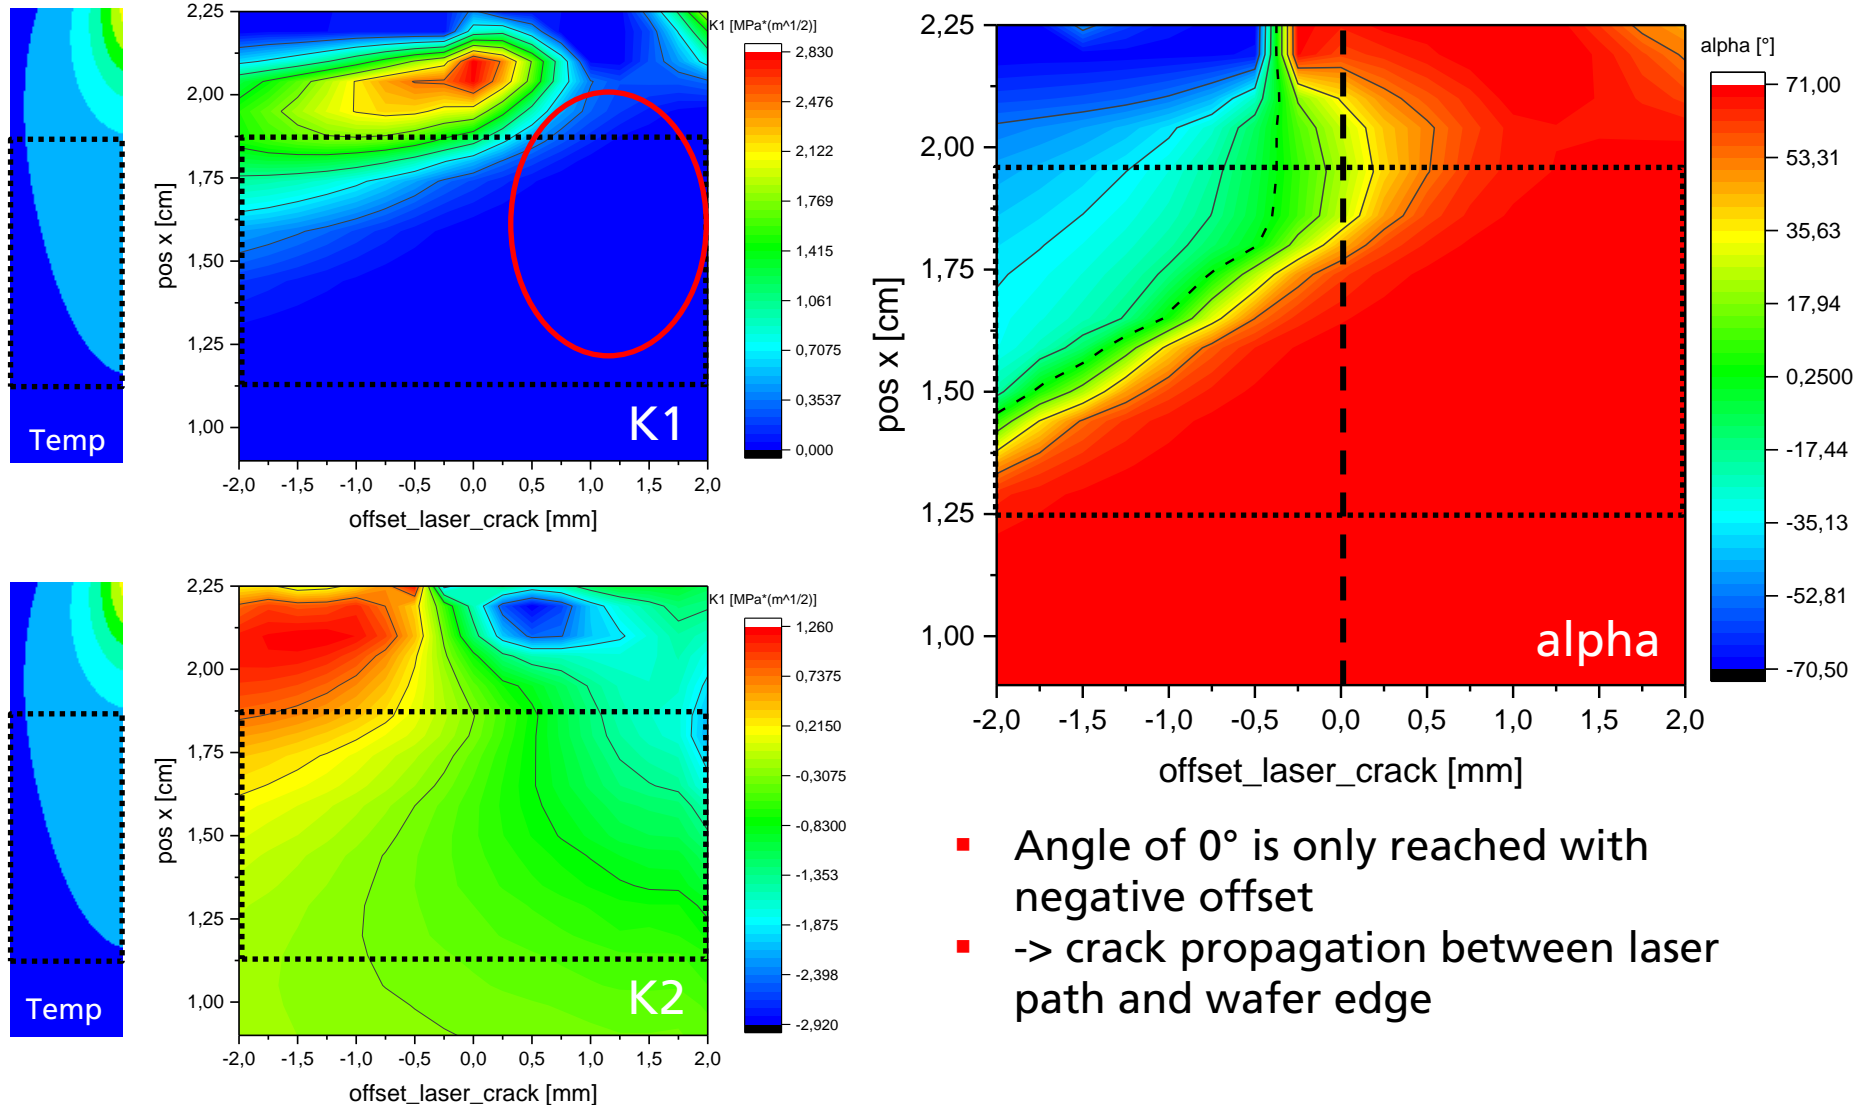 2,25
2,00
1,75
1,50
1,25
1,00
pos x [cm]
-2,0 -1,5 -1,0 -0,5 0,0 0,5 1,0 1,5 2,0
offset_laser_crack [mm]
K1
Temp
K1 [MPa*(m^1/2)]
2,830
2,476
2,122
1,769
1,415
1,061
0,7075
0,3537
0,000
2,25
2,00
1,75
1,50
1,25
1,00
pos x [cm]
-2,0 -1,5 -1,0 -0,5 0,0 0,5 1,0 1,5 2,0
offset_laser_crack [mm]
alpha
alpha [°]
71,00
53,31
35,63
17,94
0,2500
-17,44
-35,13
-52,81
-70,50
2,25
2,00
1,75
1,50
1,25
1,00
pos x [cm]
-2,0 -1,5 -1,0 -0,5 0,0 0,5 1,0 1,5 2,0
offset_laser_crack [mm]
K2
Temp
K1 [MPa*(m^1/2)]
1,260
0,7375
0,2150
-0,3075
-0,8300
-1,353
-1,875
-2,398
-2,920
▪ Angle of 0° is only reached with
negative offset
▪ -> crack propagation between laser
path and wafer edge